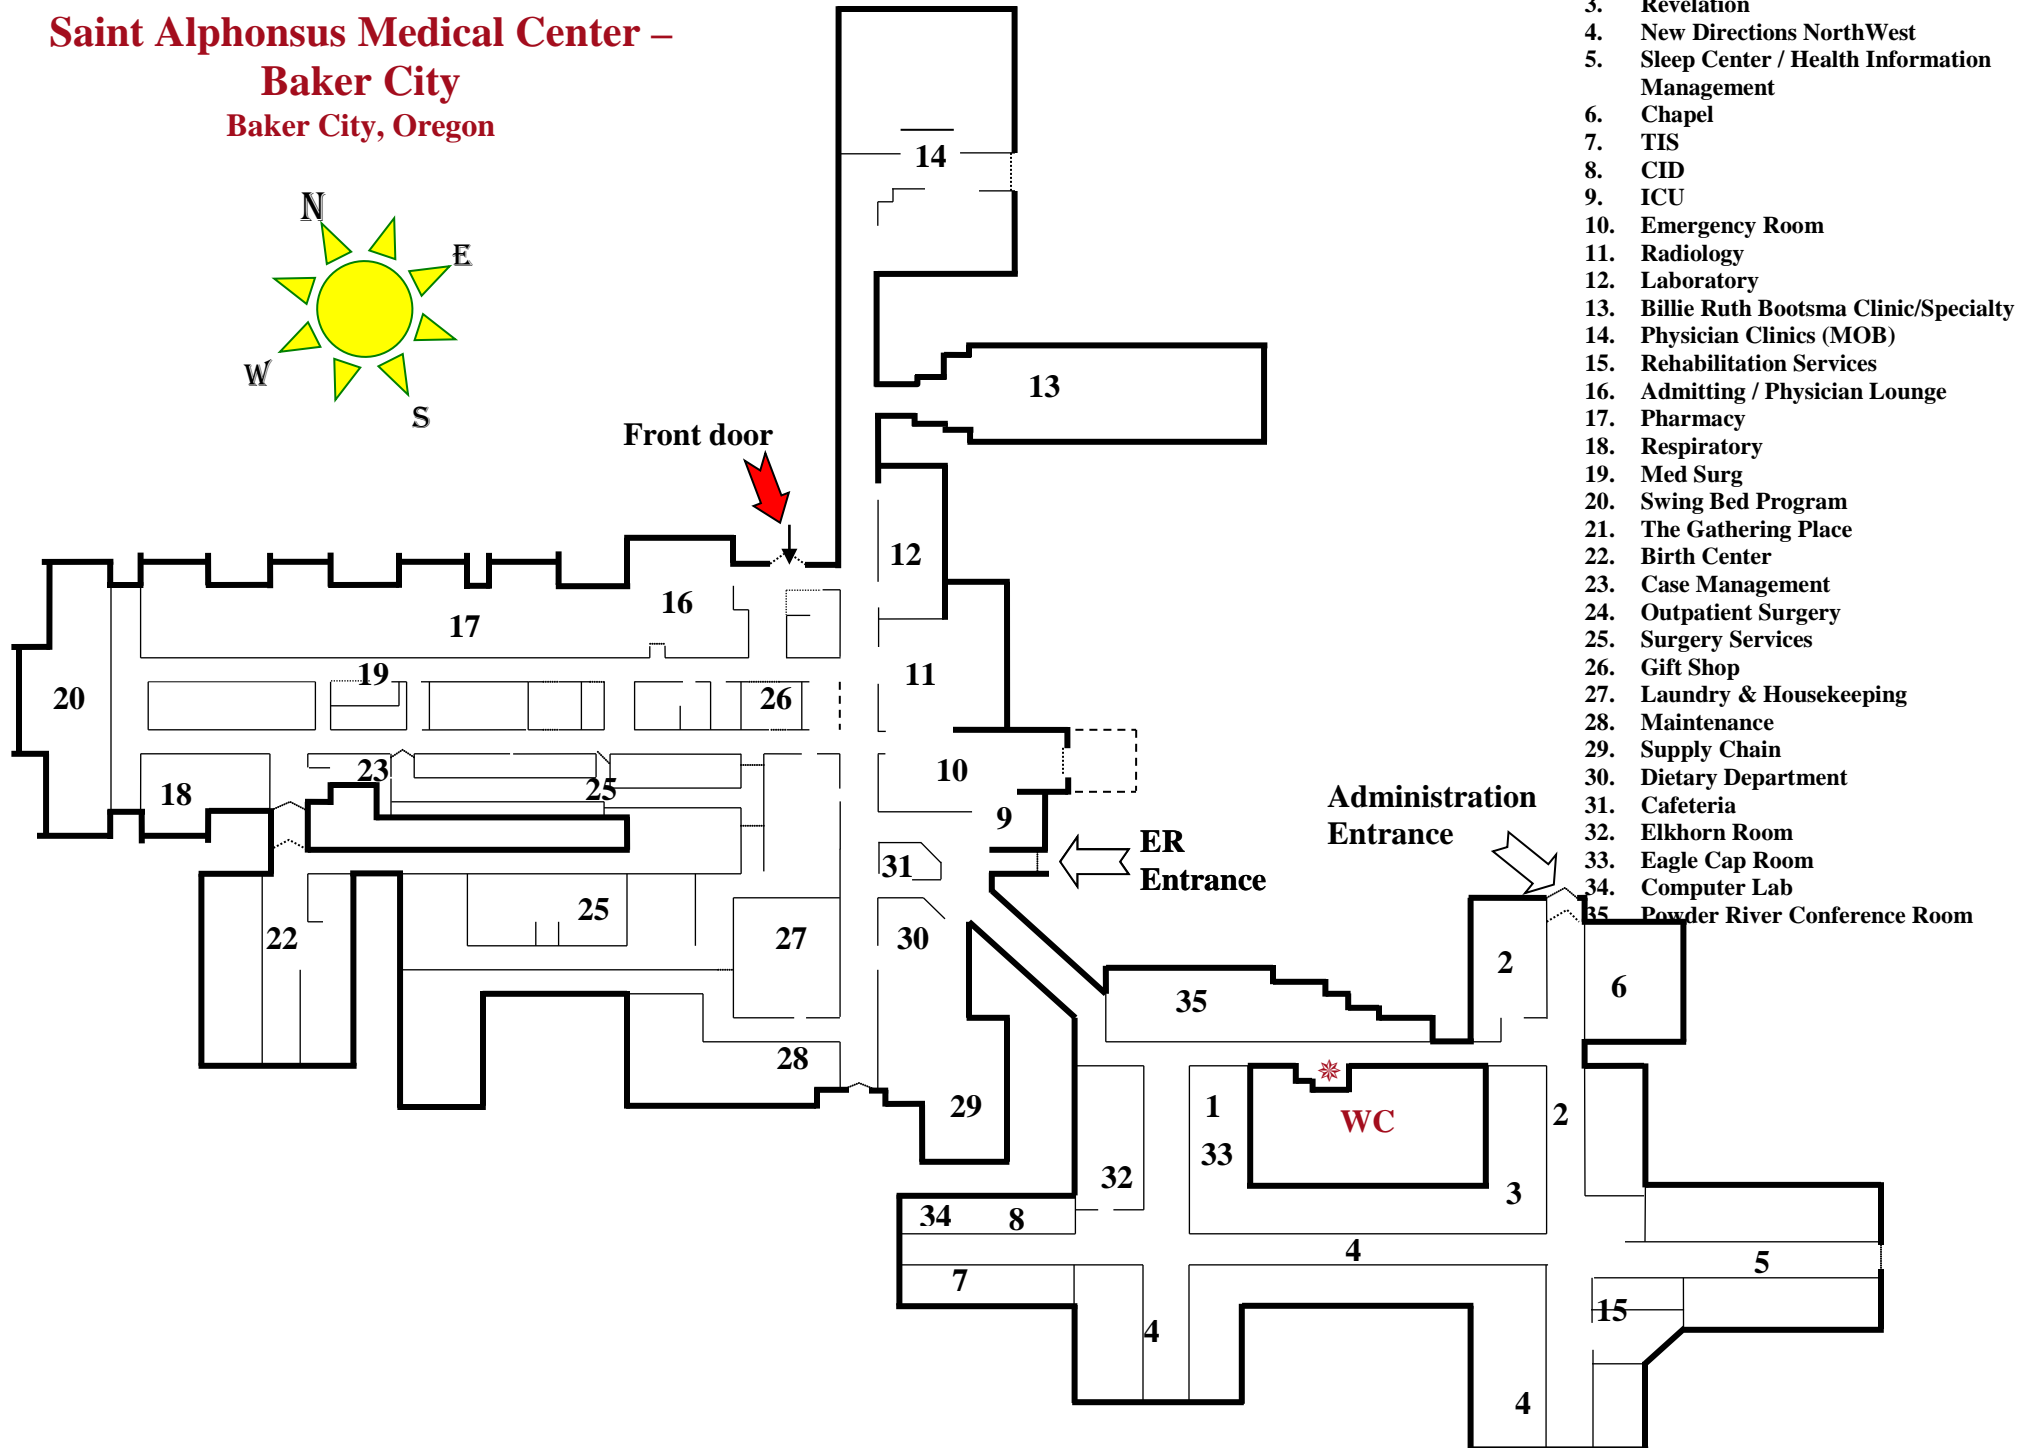 Saint Alphonsus Medical Center –
Baker City
Baker City, Oregon
N
E
W
S
Front door
ER
Entrance
Administration
Entrance
3. Revelation
4. New Directions NorthWest
5. Sleep Center / Health Information
Management
6. Chapel
7. TIS
8. CID
9. ICU
10. Emergency Room
11. Radiology
12. Laboratory
13. Billie Ruth Bootsma Clinic/Specialty
14. Physician Clinics (MOB)
15. Rehabilitation Services
16. Admitting / Physician Lounge
17. Pharmacy
18. Respiratory
19. Med Surg
20. Swing Bed Program
21. The Gathering Place
22. Birth Center
23. Case Management
24. Outpatient Surgery
25. Surgery Services
26. Gift Shop
27. Laundry & Housekeeping
28. Maintenance
29. Supply Chain
30. Dietary Department
31. Cafeteria
32. Elkhorn Room
33. Eagle Cap Room
34. Computer Lab
35 Powder River Conference Room
14
13
12
16
17
19
11
20
26
10
23
25
18
9
31
25
22
27
30
2
6
35
28
29
1
WC
2
33
32
3
34
8
4
5
7
15
4
4